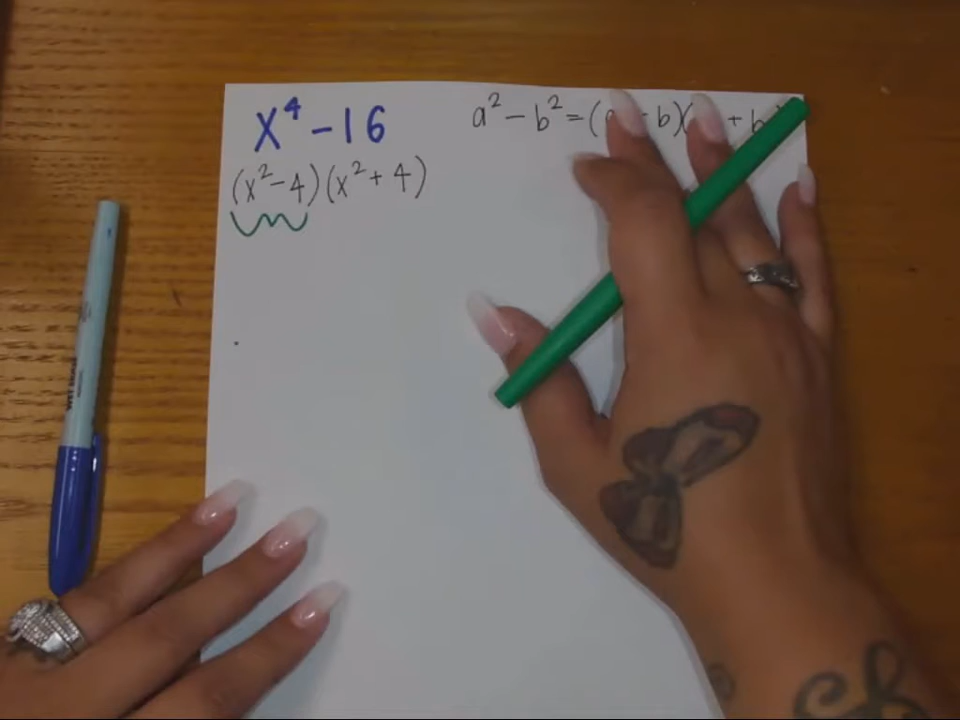 x⁴ - 16
a² - b² = (a - b)( + b
(x² - 4)(x² + 4)